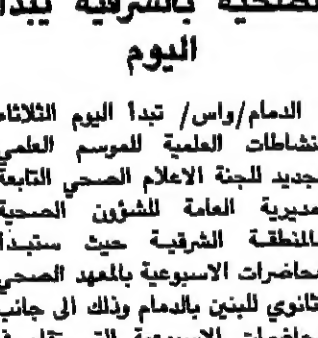 الصحية بالشرقية يبدأ
اليوم
الدمام/واس/ تبدأ اليوم الثلاثاء
نشاطات العلمية للموسم العلمي
جديد للجنة الاعلام الصحي التابعة
مديرية العامة للشؤون الصحية
بالمنطقة الشرقية حيث ستبدأ
محاضرات الاسبوعية بالمعهد الصحي
ثانوي للبنين بالدمام وذلك الى جانب